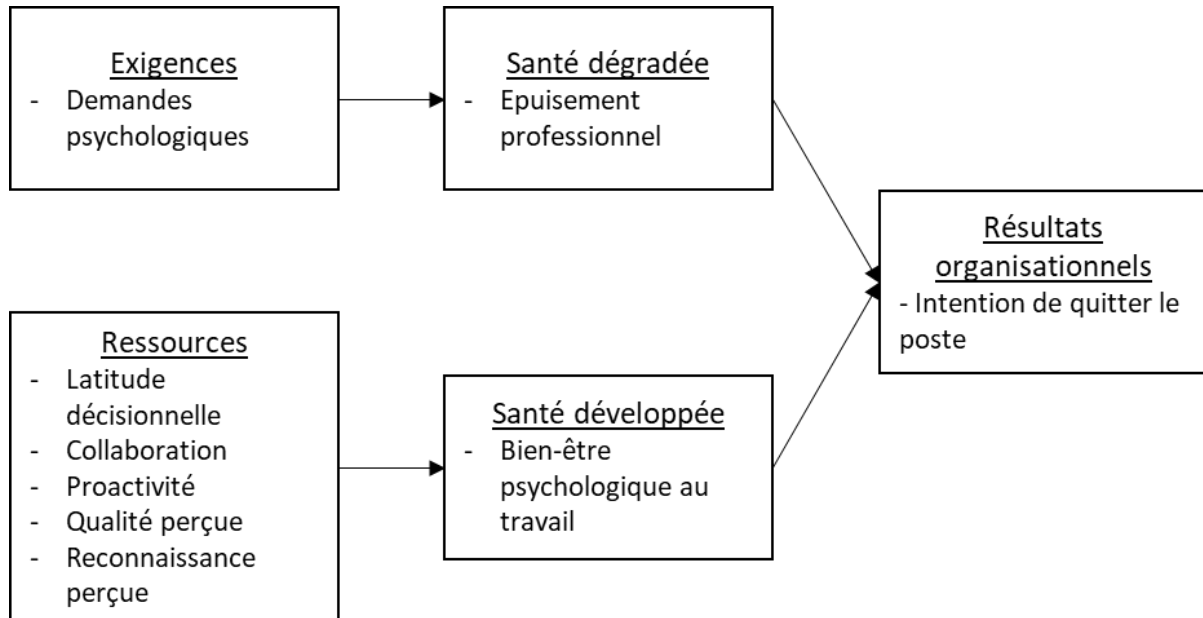 Exigences
- Demandes
psychologiques
Santé dégradée
- Epuisement
professionnel
Résultats
organisationnels
- Intention de quitter le
poste
Ressources
- Latitude
décisionnelle
- Collaboration
- Proactivité
- Qualité perçue
- Reconnaissance
perçue
Santé développée
- Bien-être
psychologique au
travail